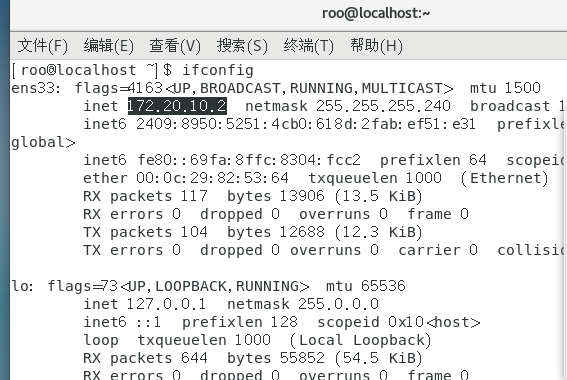 roo@localhost:~
文件(F) 编辑(E) 查看(V) 搜索(S) 终端(T) 帮助(H)
[roo@localhost ~]$ ifconfig
ens33: flags=4163<UP,BROADCAST,RUNNING,MULTICAST> mtu 1500
inet 172.20.10.2 netmask 255.255.255.240 broadcast 1
inet6 2409:8950:5251:4cb0:618d:2fab:ef51:e31 prefixle
global>
inet6 fe80::69fa:8ffc:8304:fcc2 prefixlen 64 scopeid
ether 00:0c:29:82:53:64 txqueuelen 1000 (Ethernet)
RX packets 117 bytes 13906 (13.5 KiB)
RX errors 0 dropped 0 overruns 0 frame 0
TX packets 104 bytes 12688 (12.3 KiB)
TX errors 0 dropped 0 overruns 0 carrier 0 collisio
lo: flags=73<UP,LOOPBACK,RUNNING> mtu 65536
inet 127.0.0.1 netmask 255.0.0.0
inet6 ::1 prefixlen 128 scopeid 0x10<host>
loop txqueuelen 1000 (Local Loopback)
RX packets 644 bytes 55852 (54.5 KiB)
RX errors 0 dropped 0 overruns 0 frame 0